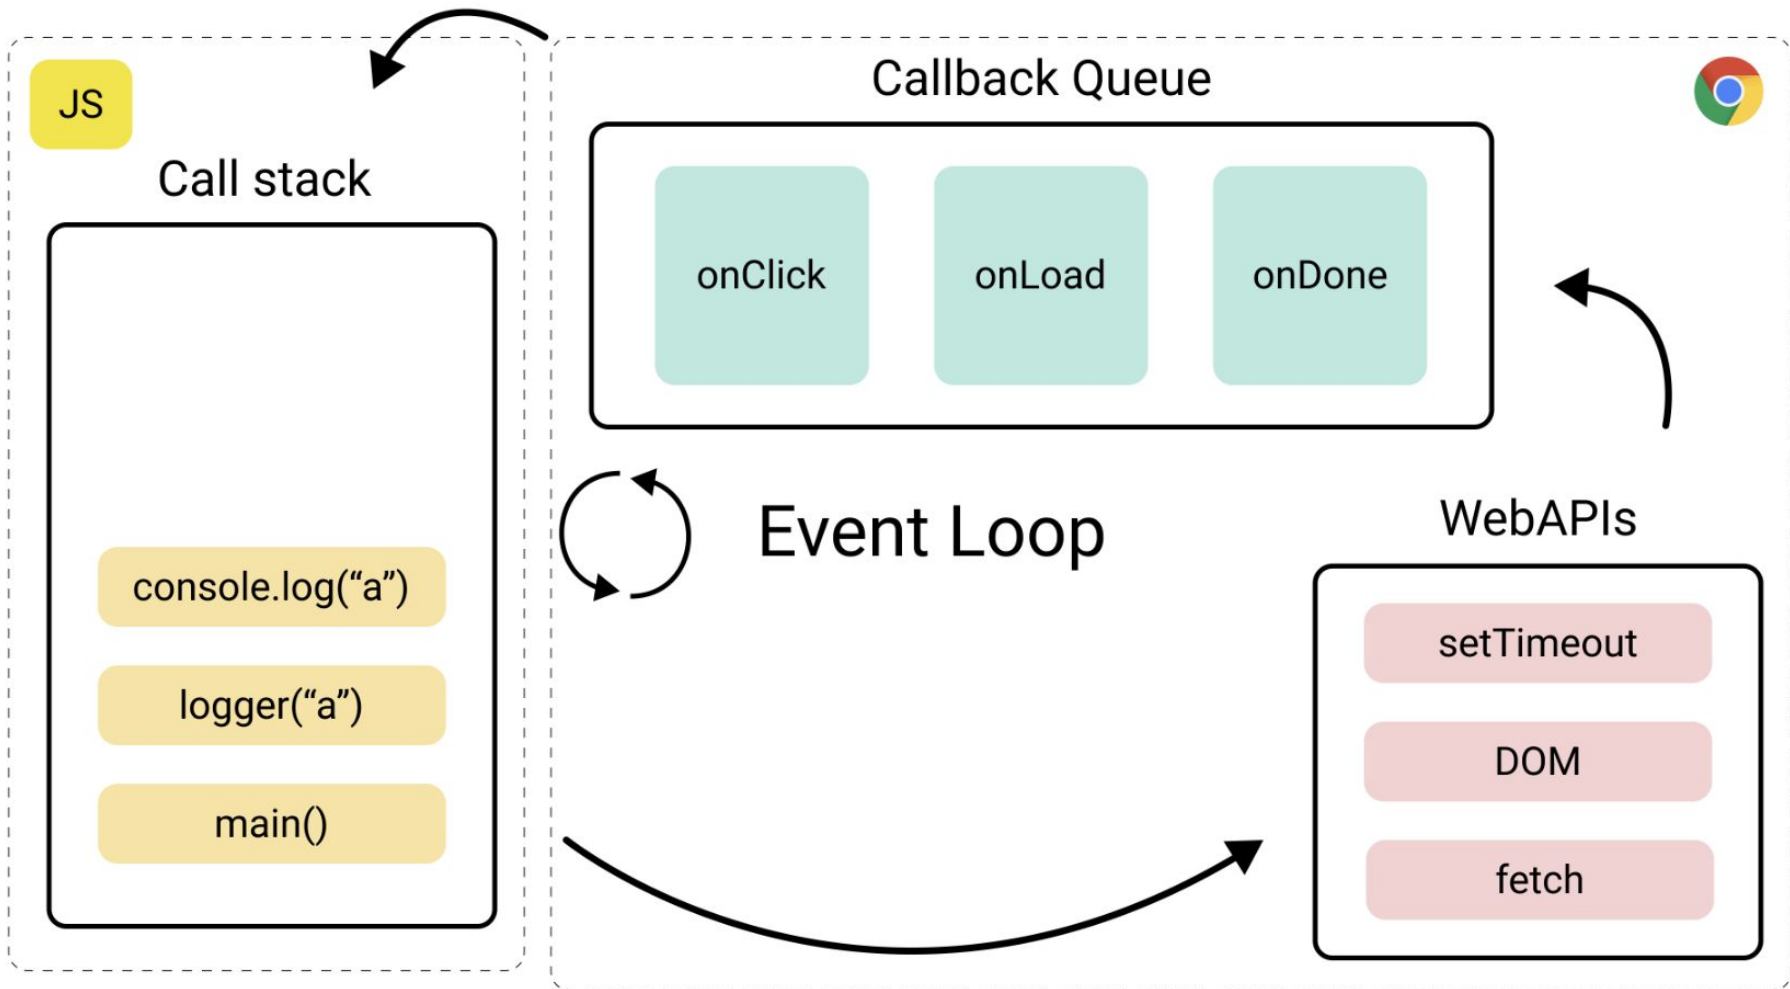 JS
Call stack
console.log(“a”)
logger(“a”)
main()
Callback Queue
onClick
onLoad
onDone
Event Loop
WebAPIs
setTimeout
DOM
fetch